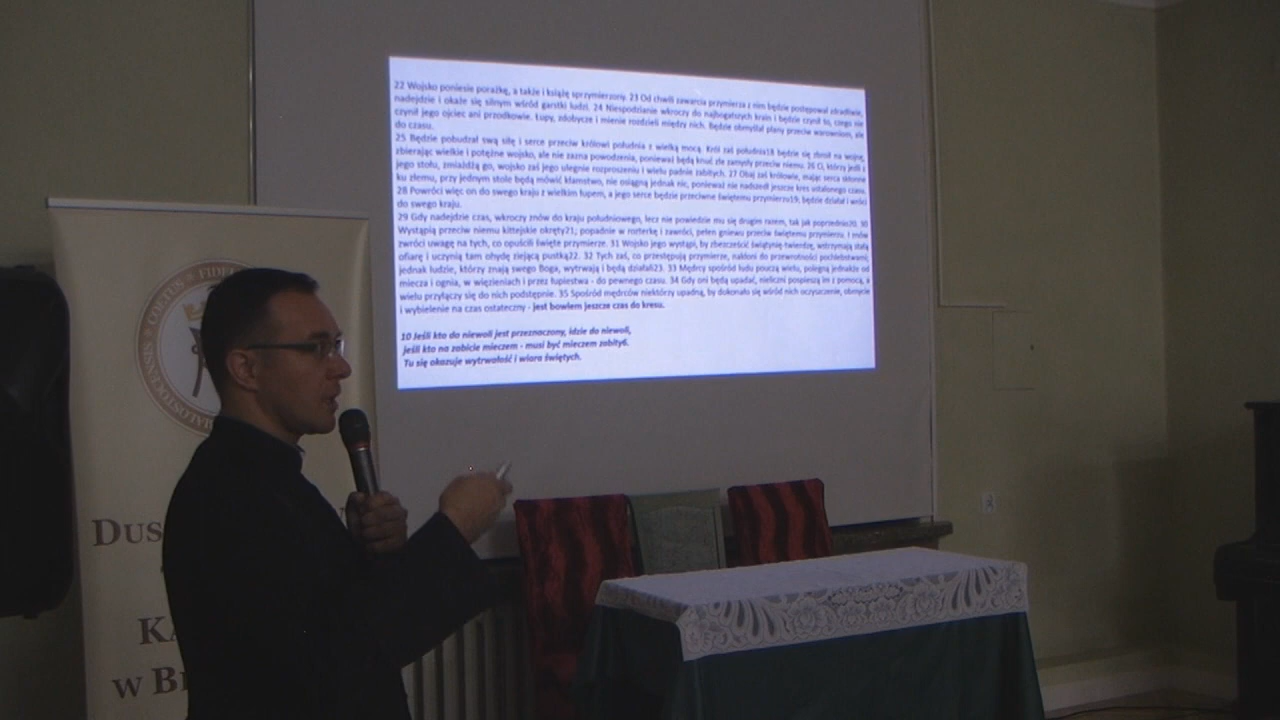 22 Wojsko poniesie porażkę, a także i książę sprzymierzony. 23 Od chwili zawarcia przymierza z nim będzie postępował zdradliwie,
nadejdzie i okaże się silnym wśród garstki ludzi. 24 Niespodzianie wkroczy do najbogatszych krain i będzie czynił to, czego nie
czynił jego ojciec ani przodkowie. Łupy, zdobycze i mienie rozdzieli między nich. Będzie obmyślał plany przeciw warowniom, ale
do czasu.
25 Będzie pobudzał swą siłę i serce przeciw królowi południa z wielką mocą. Król zaś południa18 będzie się zbroił na wojnę,
zbierając wielkie i potężne wojsko, ale nie zazna powodzenia, ponieważ będą knuć złe zamysły przeciw niemu. 26 Ci, którzy jedli z
jego stołu, zmiażdżą go, wojsko zaś jego ulegnie rozproszeniu i wielu padnie zabitych. 27 Obaj zaś królowie, mając serca skłonne
ku złemu, przy jednym stole będą mówić kłamstwo, nie osiągną jednak nic, ponieważ nie nadszedł jeszcze kres ustalonego czasu.
28 Powróci więc on do swego kraju z wielkim łupem, a jego serce będzie przeciwne świętemu przymierzu19; będzie działał i wróci
do swego kraju.
29 Gdy nadejdzie czas, wkroczy znów do kraju południowego, lecz nie powiedzie mu się drugim razem, tak jak poprzednio20. 30
Wystąpią przeciw niemu kittejskie okręty21; popadnie w rozterkę i zawróci, pełen gniewu przeciw świętemu przymierzu. I znów
zwróci uwagę na tych, co opuścili święte przymierze. 31 Wojsko jego wystąpi, by zbezcześcić świątynię-twierdzę, wstrzymają stałą
ofiarę i uczynią tam ohydę ziejącą pustką22. 32 Tych zaś, co przestępują przymierze, nakłoni do przewrotności pochlebstwami;
jednak ludzie, którzy znają swego Boga, wytrwają i będą działali23. 33 Mędrcy spośród ludu pouczą wielu, polegną jednakże od
miecza i ognia, w więzieniach i przez łupiestwa - do pewnego czasu. 34 Gdy oni będą upadać, nieliczni pospieszą im z pomocą, a
wielu przyłączy się do nich podstępnie. 35 Spośród mędrców niektórzy upadną, by dokonało się wśród nich oczyszczenie, obmycie
i wybielenie na czas ostateczny - jest bowiem jeszcze czas do kresu.
10 Jeśli kto do niewoli jest przeznaczony, idzie do niewoli,
jeśli kto na zabicie mieczem - musi być mieczem zabity6.
Tu się okazuje wytrwałość i wiara świętych.
DUS
KA
W B